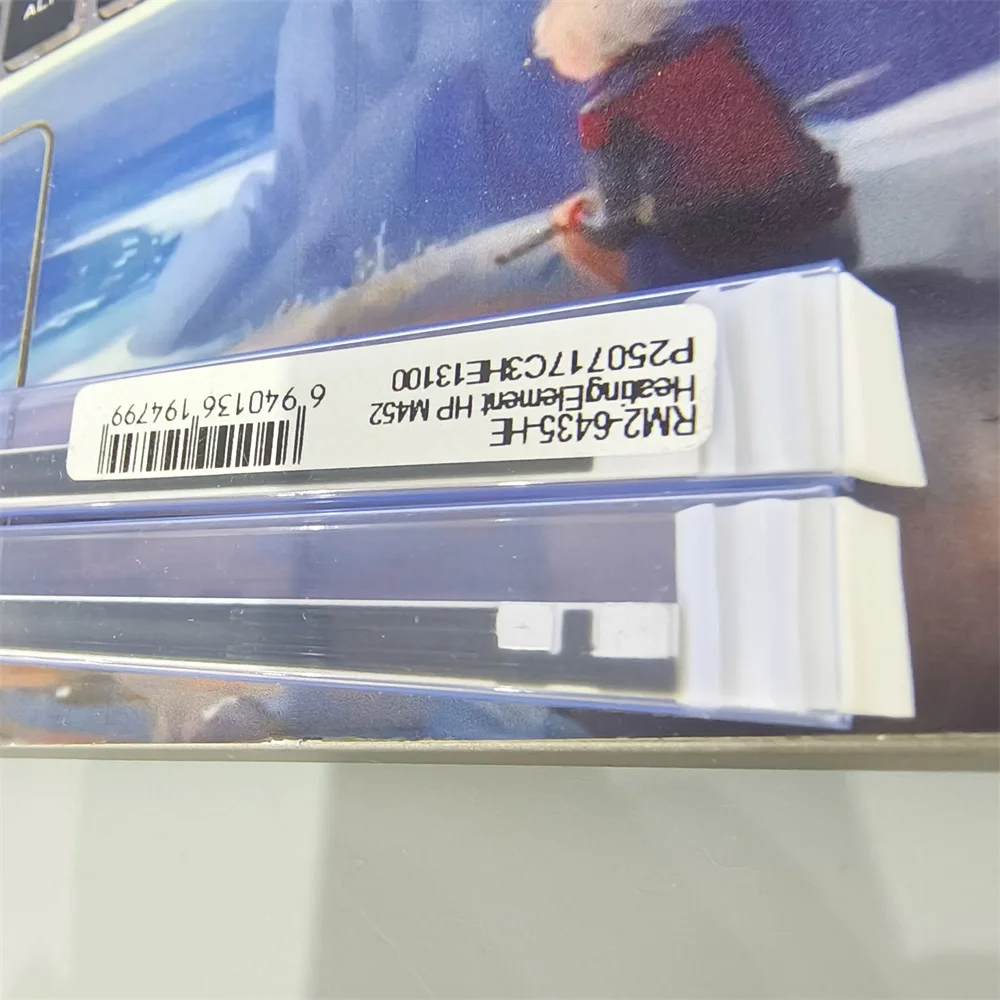 RM2-6435-HE
Heating Element HP M452
P250717C3HE13100
6 940136 194799